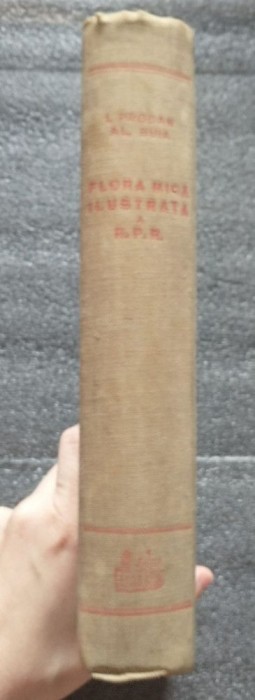 I. PRODAN
AL. BUIA
FLORA MICĂ
ILUSTRATĂ
A
R.P.R.